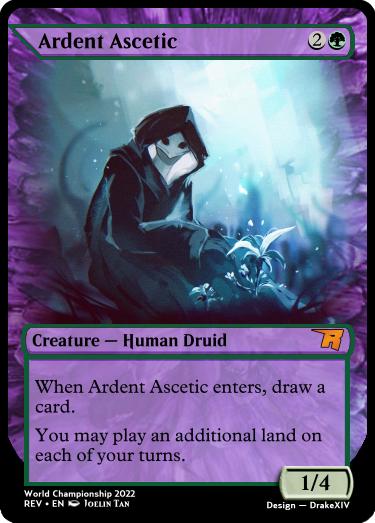 Ardent Ascetic
2
Creature — Human Druid
R
When Ardent Ascetic enters, draw a
card.
You may play an additional land on
each of your turns.
1/4
World Championship 2022
REV • EN Joelin Tan
Design — DrakeXIV